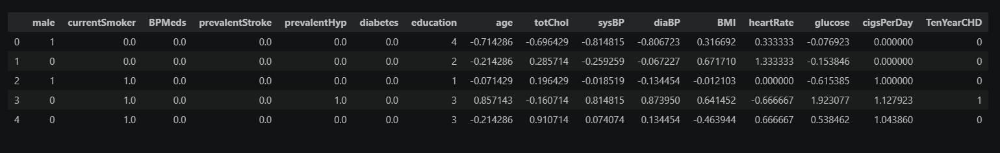 male currentSmoker BPMeds prevalentStroke prevalentHyp diabetes education age totChol sysBP diaBP BMI heartRate glucose cigsPerDay TenYearCHD
0 1 0.0 0.0 0.0 0.0 0.0 4 -0.714286 -0.696429 -0.814815 -0.806723 0.316692 0.333333 -0.076923 0.000000 0
1 0 0.0 0.0 0.0 0.0 0.0 2 -0.214286 0.285714 -0.259259 -0.067227 0.671710 1.333333 -0.153846 0.000000 0
2 1 1.0 0.0 0.0 0.0 0.0 1 -0.071429 0.196429 -0.018519 -0.134454 -0.012103 0.000000 -0.615385 1.000000 0
3 0 1.0 0.0 0.0 1.0 0.0 3 0.857143 -0.160714 0.814815 0.873950 0.641452 -0.666667 1.923077 1.127923 1
4 0 1.0 0.0 0.0 0.0 0.0 3 -0.214286 0.910714 0.074074 0.134454 -0.463944 0.666667 0.538462 1.043860 0